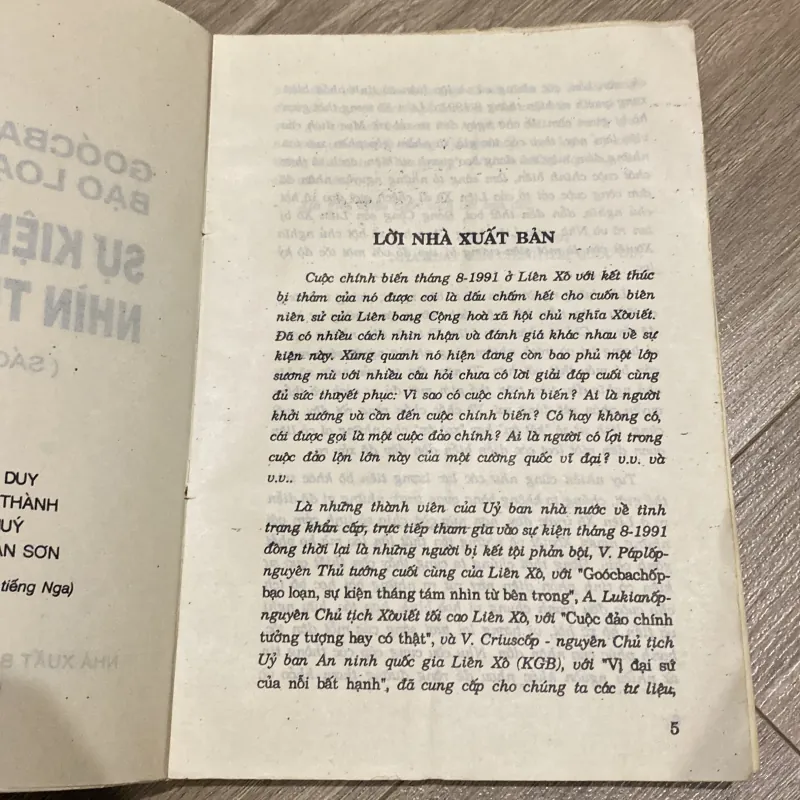 DUY
THÀNH
UÝ
ÀN SƠN
tiếng Nga)
LỜI NHÀ XUẤT BẢN
Cuộc chính biến tháng 8-1991 ở Liên Xô với kết thúc
bi thảm của nó được coi là dấu chấm hết cho cuốn biên
niên sử của Liên bang Cộng hoà xã hội chủ nghĩa Xôviết.
Đã có nhiều cách nhìn nhận và đánh giá khác nhau về sự
kiện này. Xung quanh nó hiện đang còn bao phủ một lớp
sương mù với nhiều câu hỏi chưa có lời giải đáp cuối cùng
đủ sức thuyết phục: Vì sao có cuộc chính biến? Ai là người
khởi xướng và cần đến cuộc chính biến? Có hay không có,
cái được gọi là một cuộc đảo chính? Ai là người có lợi trong
cuộc đảo lộn lớn này của một cường quốc vĩ đại? v.v. và
v.v..
Là những thành viên của Uỷ ban nhà nước về tình
trạng khẩn cấp, trực tiếp tham gia vào sự kiện tháng 8-1991
đồng thời lại là những người bị kết tội phản bội, V. Páplốp-
nguyên Thủ tướng cuối cùng của Liên Xô, với "Goócbachốp-
bạo loạn, sự kiện tháng tám nhìn từ bên trong", A. Lukianốp-
nguyên Chủ tịch Xôviết tối cao Liên Xô, với "Cuộc đảo chính
tưởng tượng hay có thật", và V. Criuscốp - nguyên Chủ tịch
Uỷ ban An ninh quốc gia Liên Xô (KGB), với "Vị đại sứ
của nỗi bất hạnh", đã cung cấp cho chúng ta các tư liệu,
5